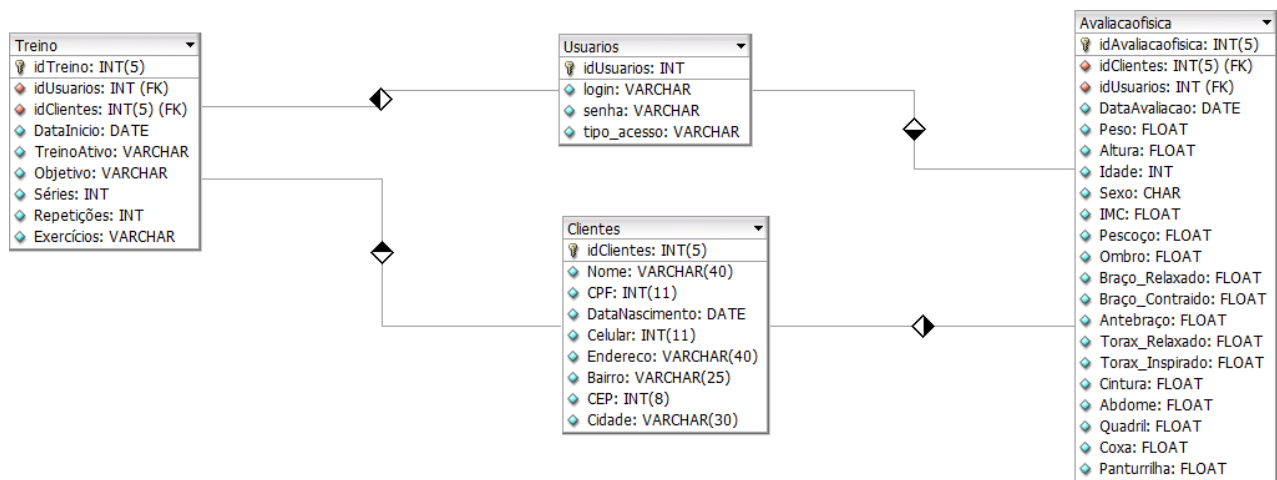 Treino
idTreino: INT(5)
idUsuarios: INT (FK)
idClientes: INT(5) (FK)
DataInicio: DATE
TreinoAtivo: VARCHAR
Objetivo: VARCHAR
Séries: INT
Repetições: INT
Exercícios: VARCHAR
Usuarios
idUsuarios: INT
login: VARCHAR
senha: VARCHAR
tipo_acesso: VARCHAR
Clientes
idClientes: INT(5)
Nome: VARCHAR(40)
CPF: INT(11)
DataNascimento: DATE
Celular: INT(11)
Endereco: VARCHAR(40)
Bairro: VARCHAR(25)
CEP: INT(8)
Cidade: VARCHAR(30)
Avaliacaofisica
idAvaliacaofisica: INT(5)
idClientes: INT(5) (FK)
idUsuarios: INT (FK)
DataAvaliacao: DATE
Peso: FLOAT
Altura: FLOAT
Idade: INT
Sexo: CHAR
IMC: FLOAT
Pescoço: FLOAT
Ombro: FLOAT
Braço_Relaxado: FLOAT
Braço_Contraido: FLOAT
Antebraço: FLOAT
Torax_Relaxado: FLOAT
Torax_Inspirado: FLOAT
Cintura: FLOAT
Abdome: FLOAT
Quadril: FLOAT
Coxa: FLOAT
Panturrilha: FLOAT